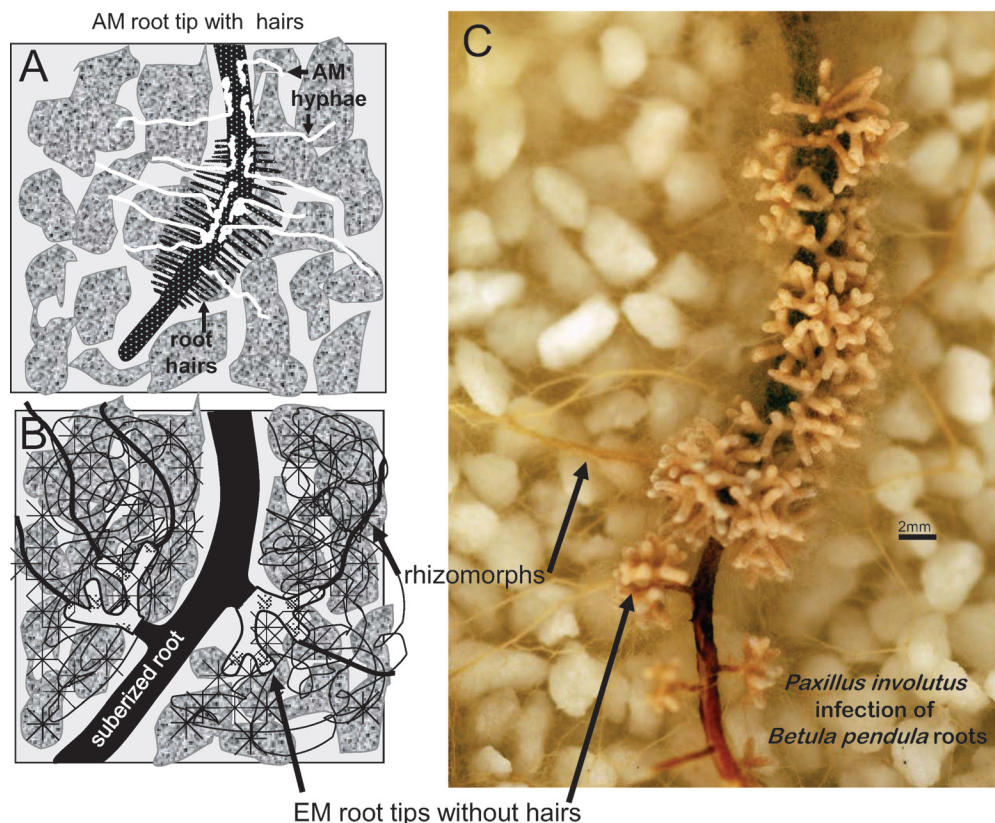 AM root tip with hairs
A
AM
hyphae
root
hairs
B
suberized root
rhizomorphs
EM root tips without hairs
C
2mm
Paxillus involutus
infection of
Betula pendula roots